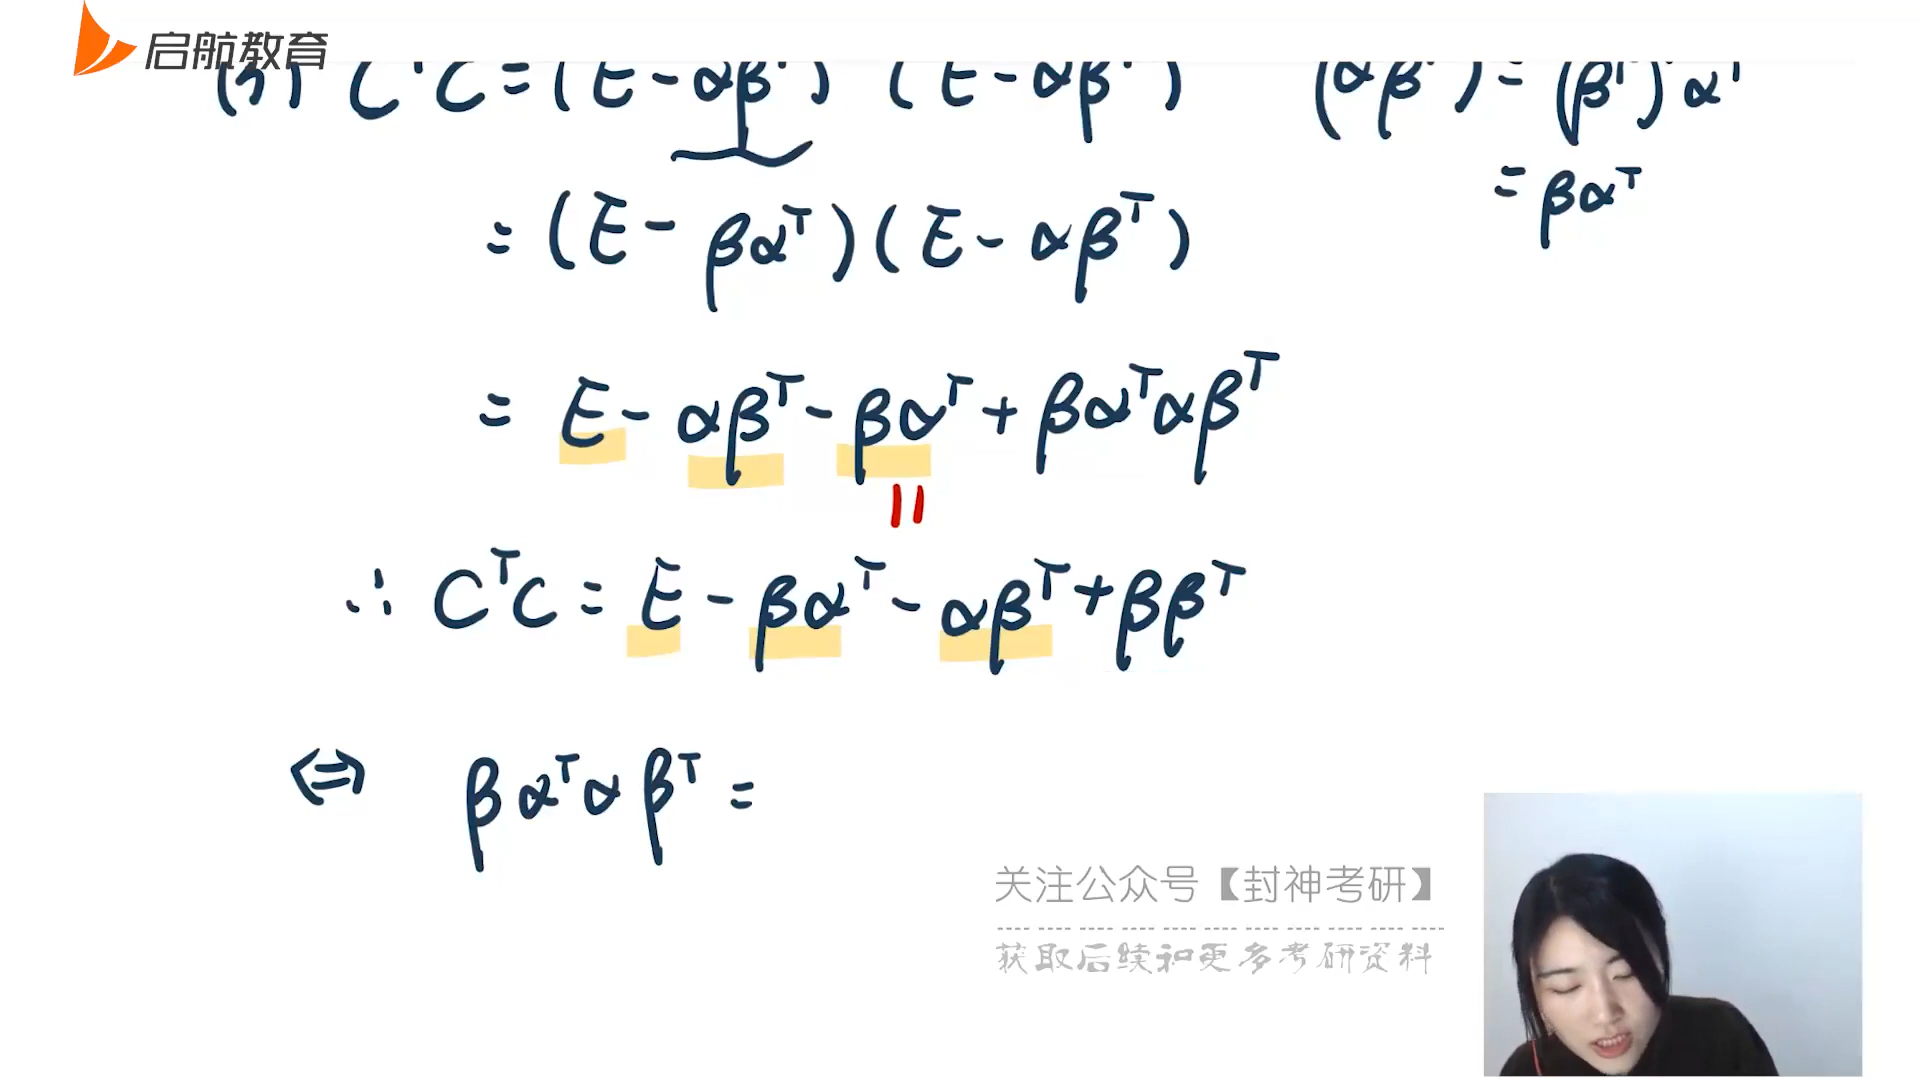 启航教育
(3) CᵀC = (E - αβᵀ)ᵀ (E - αβᵀ) (αβᵀ)ᵀ = (βᵀ)ᵀαᵀ
= βαᵀ
= (E - βαᵀ)(E - αβᵀ)
= E - αβᵀ - βαᵀ + βαᵀαβᵀ
∴ CᵀC = E - βαᵀ - αβᵀ + ββᵀ
⇔ βαᵀαβᵀ =
关注公众号【封神考研】
获取后续和更多考研资料